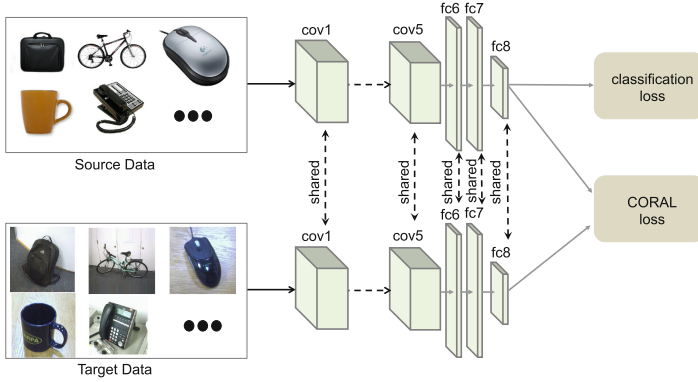 cov1
cov5
fc6
fc7
fc8
classification
loss
Source Data
shared
shared
shared
shared
shared
CORAL
loss
cov1
cov5
fc6
fc7
fc8
Target Data